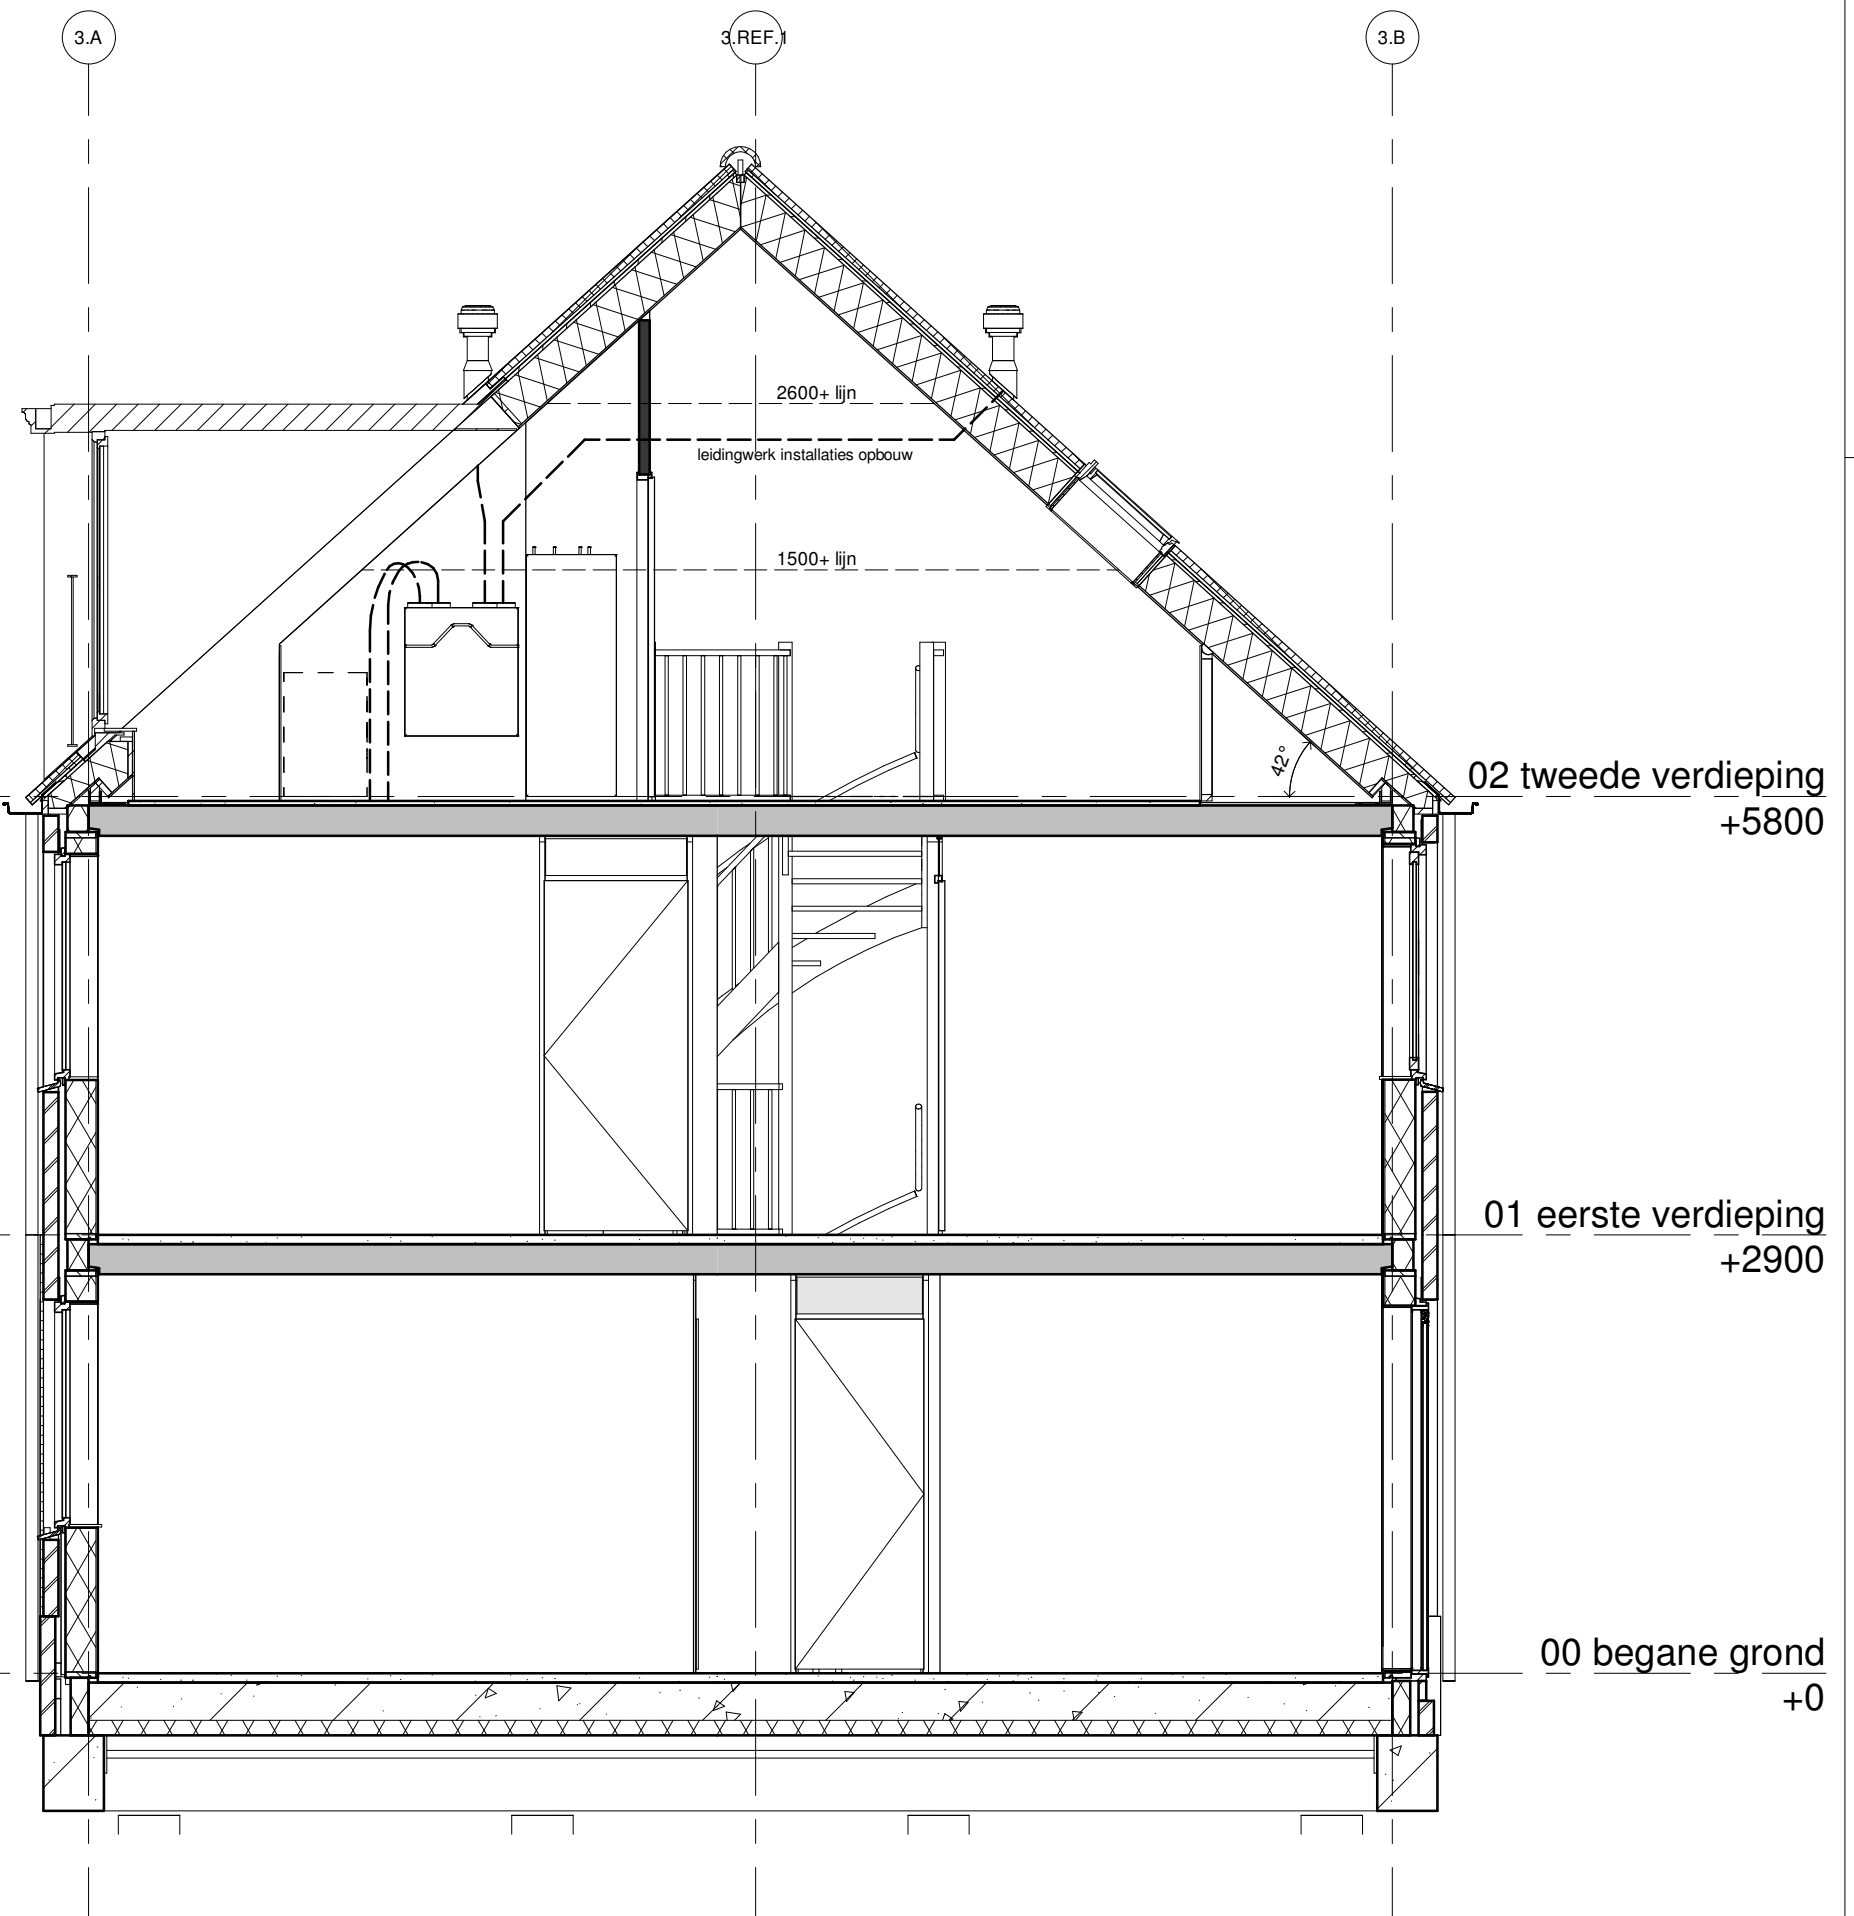 3.A
3.REF.1
3.B
2600+ lijn
leidingwerk installaties opbouw
1500+ lijn
42°
02 tweede verdieping
+5800
01 eerste verdieping
+2900
00 begane grond
+0